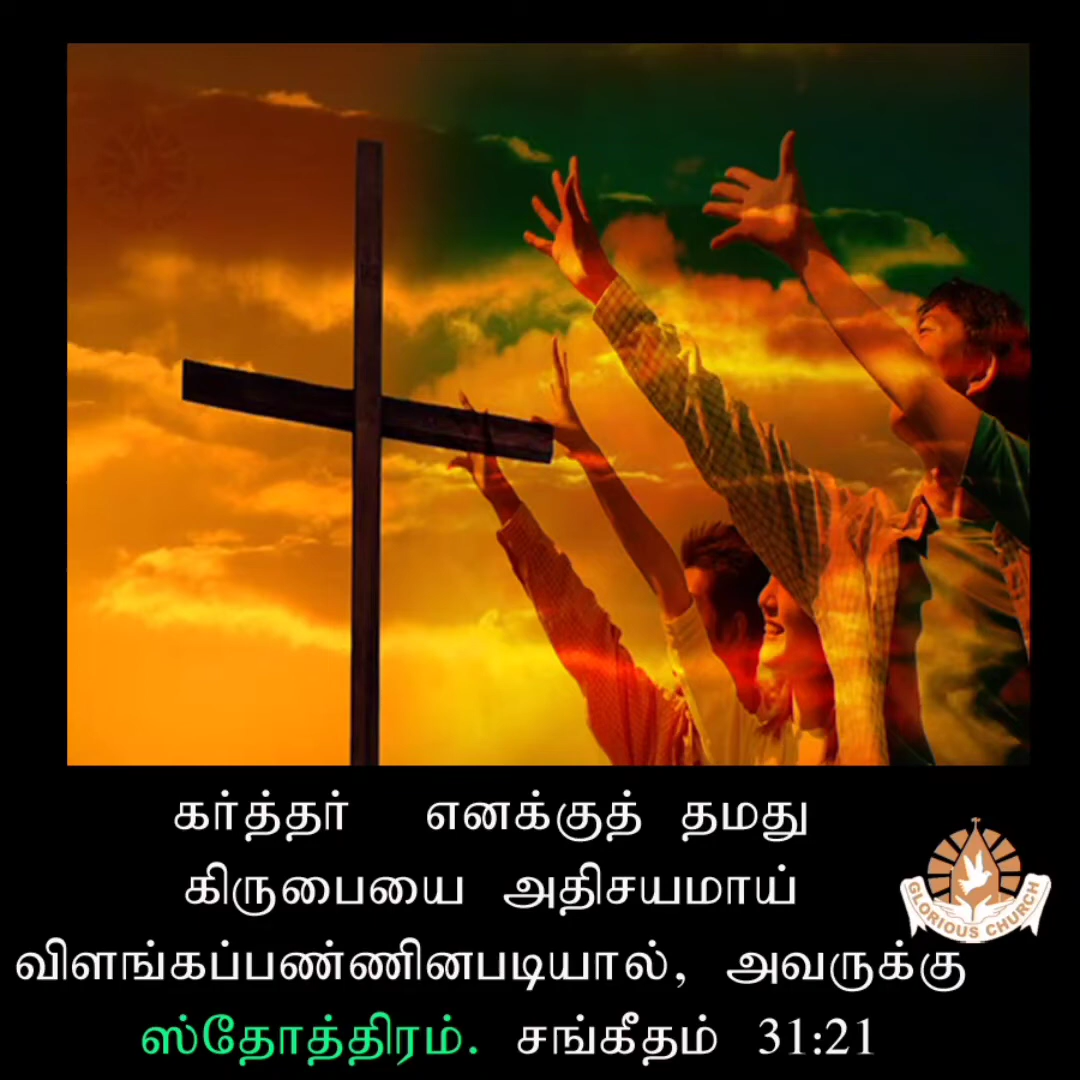 கர்த்தர் எனக்குத் தமது
கிருபையை அதிசயமாய்
விளங்கப்பண்ணினபடியால், அவருக்கு
ஸ்தோத்திரம். சங்கீதம் 31:21
GLORIOUS CHURCH